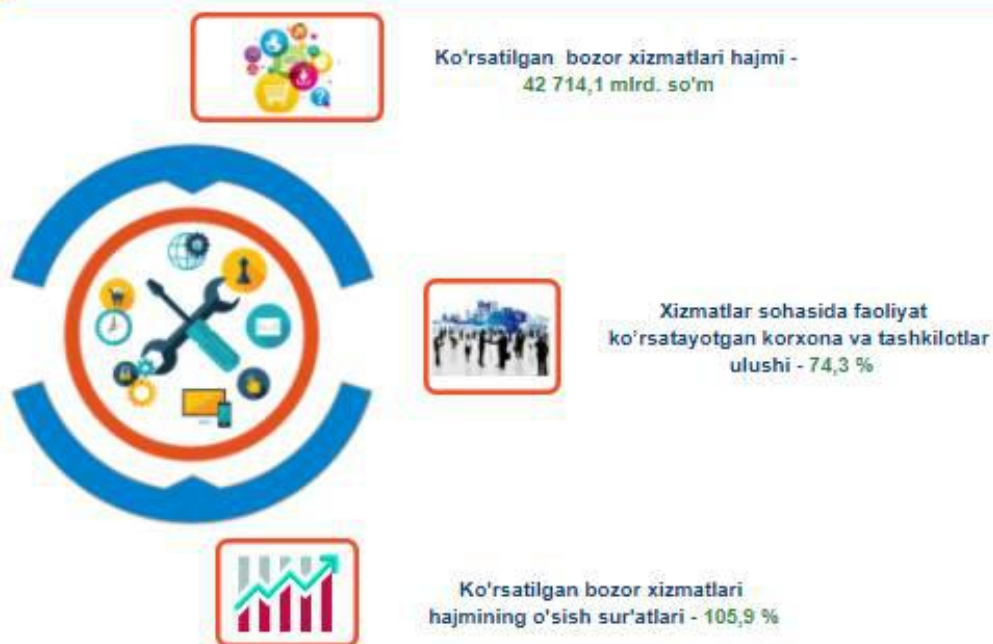 Ko'rsatilgan bozor xizmatlari hajmi -
42 714,1 mlrd. so'm
Xizmatlar sohasida faoliyat
ko'rsatayotgan korxona va tashkilotlar
ulushi - 74,3 %
Ko'rsatilgan bozor xizmatlari
hajmining o'sish sur'atlari - 105,9 %